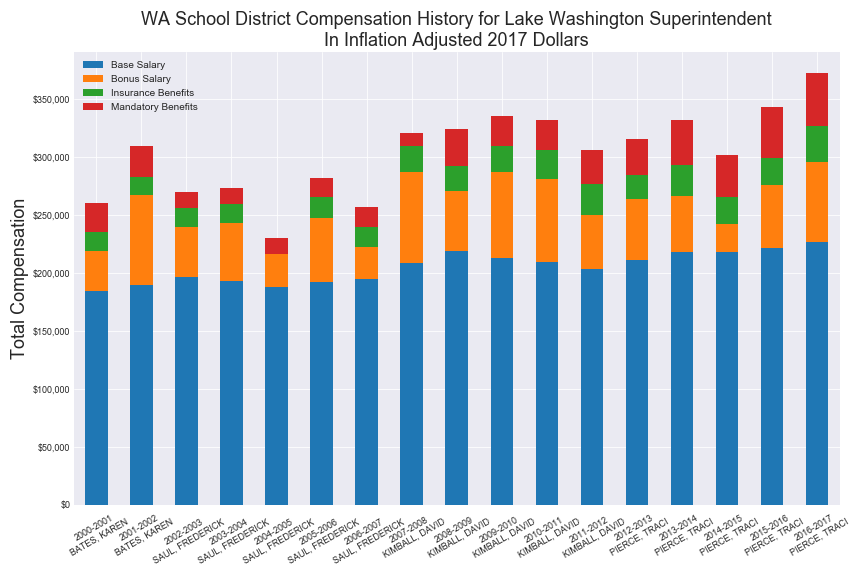 WA School District Compensation History for Lake Washington Superintendent
In Inflation Adjusted 2017 Dollars
Base Salary
Bonus Salary
Insurance Benefits
Mandatory Benefits
Total Compensation
$350,000
$300,000
$250,000
$200,000
$150,000
$100,000
$50,000
$0
2000-2001
BATES, KAREN
2001-2002
BATES, KAREN
2002-2003
SAUL, FREDERICK
2003-2004
SAUL, FREDERICK
2004-2005
SAUL, FREDERICK
2005-2006
SAUL, FREDERICK
2006-2007
SAUL, FREDERICK
2007-2008
KIMBALL, DAVID
2008-2009
KIMBALL, DAVID
2009-2010
KIMBALL, DAVID
2010-2011
KIMBALL, DAVID
2011-2012
KIMBALL, DAVID
2012-2013
PIERCE, TRACI
2013-2014
PIERCE, TRACI
2014-2015
PIERCE, TRACI
2015-2016
PIERCE, TRACI
2016-2017
PIERCE, TRACI